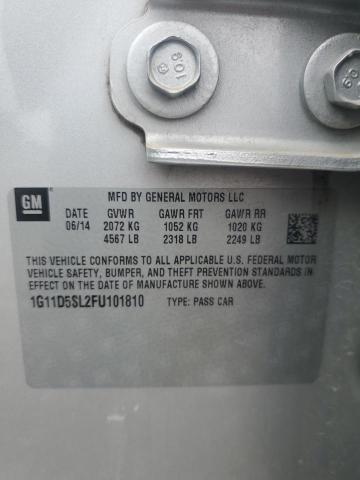 109
GM
MFD BY GENERAL MOTORS LLC
DATE GVWR GAWR FRT GAWR RR
06/14 2072 KG 1052 KG 1020 KG
4567 LB 2318 LB 2249 LB
THIS VEHICLE CONFORMS TO ALL APPLICABLE U.S. FEDERAL MOTOR
VEHICLE SAFETY, BUMPER, AND THEFT PREVENTION STANDARDS
IN EFFECT ON THE DATE OF MANUFACTURE SHOWN ABOVE.
1G11D5SL2FU101810 TYPE: PASS CAR